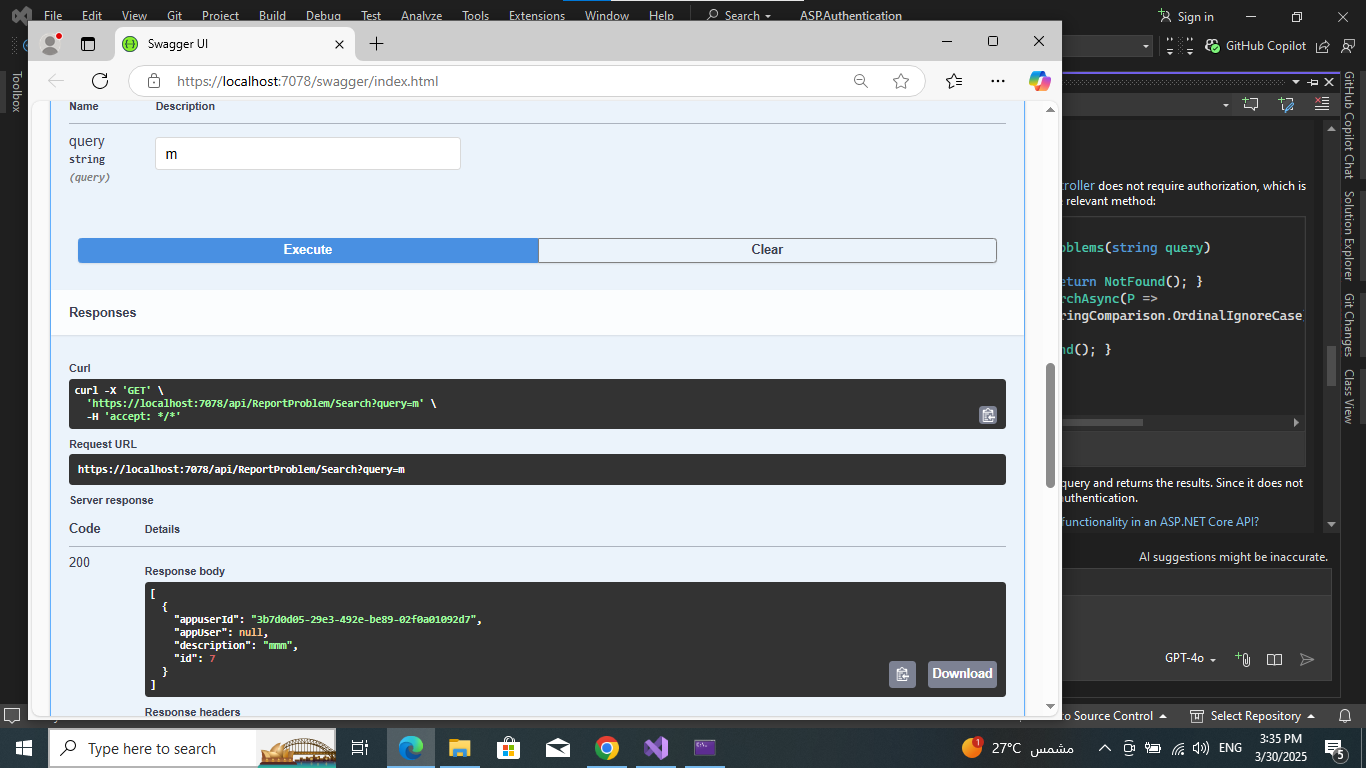 File Edit View Git Project Build Debug Test Analyze Tools Extensions Window Help Search ASP.Authentication Sign in
GitHub Copilot
Swagger UI
https://localhost:7078/swagger/index.html
Toolbox
Name Description
query
m
string
(query)
Execute
Clear
Responses
Curl
curl -X 'GET' \
'https://localhost:7078/api/ReportProblem/Search?query=m' \
-H 'accept: */*'
Request URL
https://localhost:7078/api/ReportProblem/Search?query=m
Server response
Code Details
200
Response body
[
{
"appuserId": "3b7d0d05-29e3-492e-be89-02f0a01092d7",
"appUser": null,
"description": "mmm",
"id": 7
}
]
Download
Response headers
roller does not require authorization, which is
relevant method:
oblems(string query)
eturn NotFound(); }
rchAsync(P =>
ringComparison.OrdinalIgnoreCase
nd(); }
query and returns the results. Since it does not
uthentication.
functionality in an ASP.NET Core API?
AI suggestions might be inaccurate.
GPT-4o
GitHub Copilot Chat
Solution Explorer
Git Changes
Class View
to Source Control Select Repository
Type here to search
1
27°C مشمس
ENG
3:35 PM
3/30/2025
5